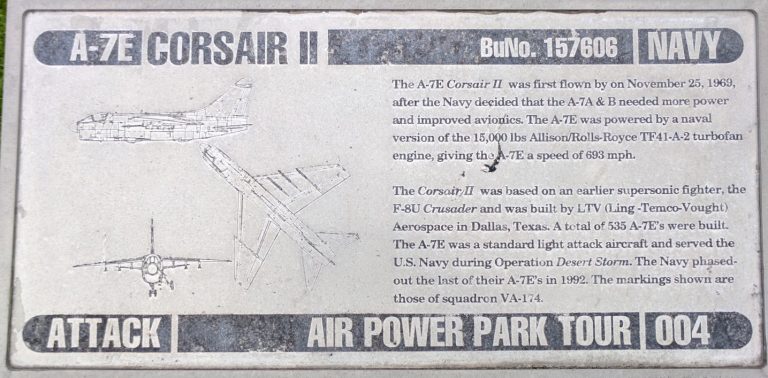 A-7E CORSAIR II BuNo. 157606 NAVY
The A-7E Corsair II was first flown by on November 25, 1969,
after the Navy decided that the A-7A & B needed more power
and improved avionics. The A-7E was powered by a naval
version of the 15,000 lbs Allison/Rolls-Royce TF41-A-2 turbofan
engine, giving the A-7E a speed of 693 mph.
The Corsair II was based on an earlier supersonic fighter, the
F-8U Crusader and was built by LTV (Ling -Temco-Vought)
Aerospace in Dallas, Texas. A total of 535 A-7E's were built.
The A-7E was a standard light attack aircraft and served the
U.S. Navy during Operation Desert Storm. The Navy phased-
out the last of their A-7E's in 1992. The markings shown are
those of squadron VA-174.
ATTACK AIR POWER PARK TOUR 004